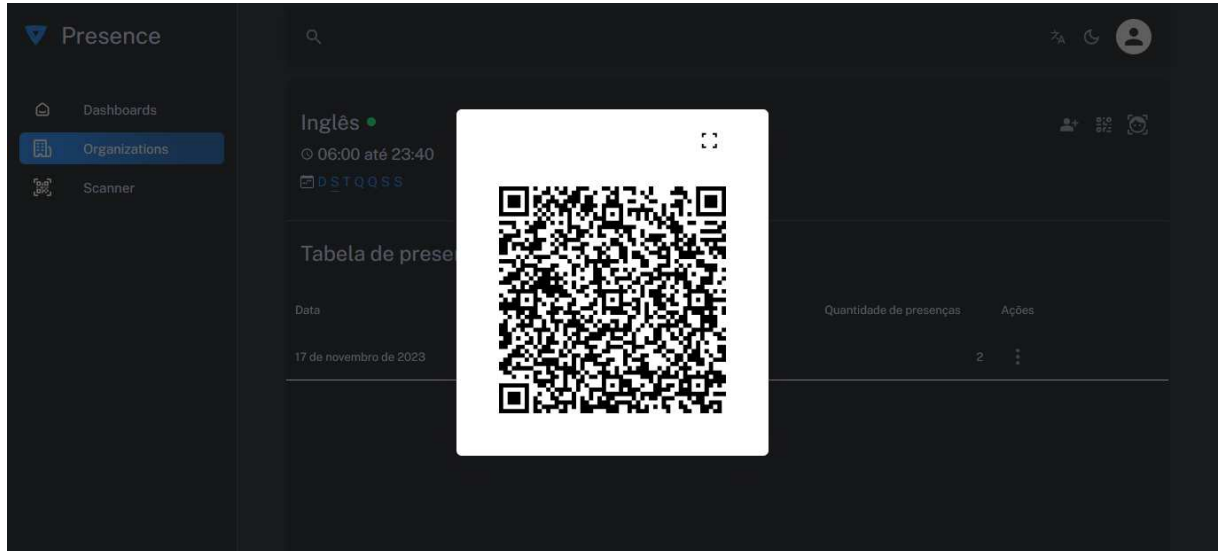 Presence
Dashboards
Organizations
Scanner
Inglês
06:00 até 23:40
D S T Q Q S S
Tabela de prese
Data
Quantidade de presenças
Ações
17 de novembro de 2023
2